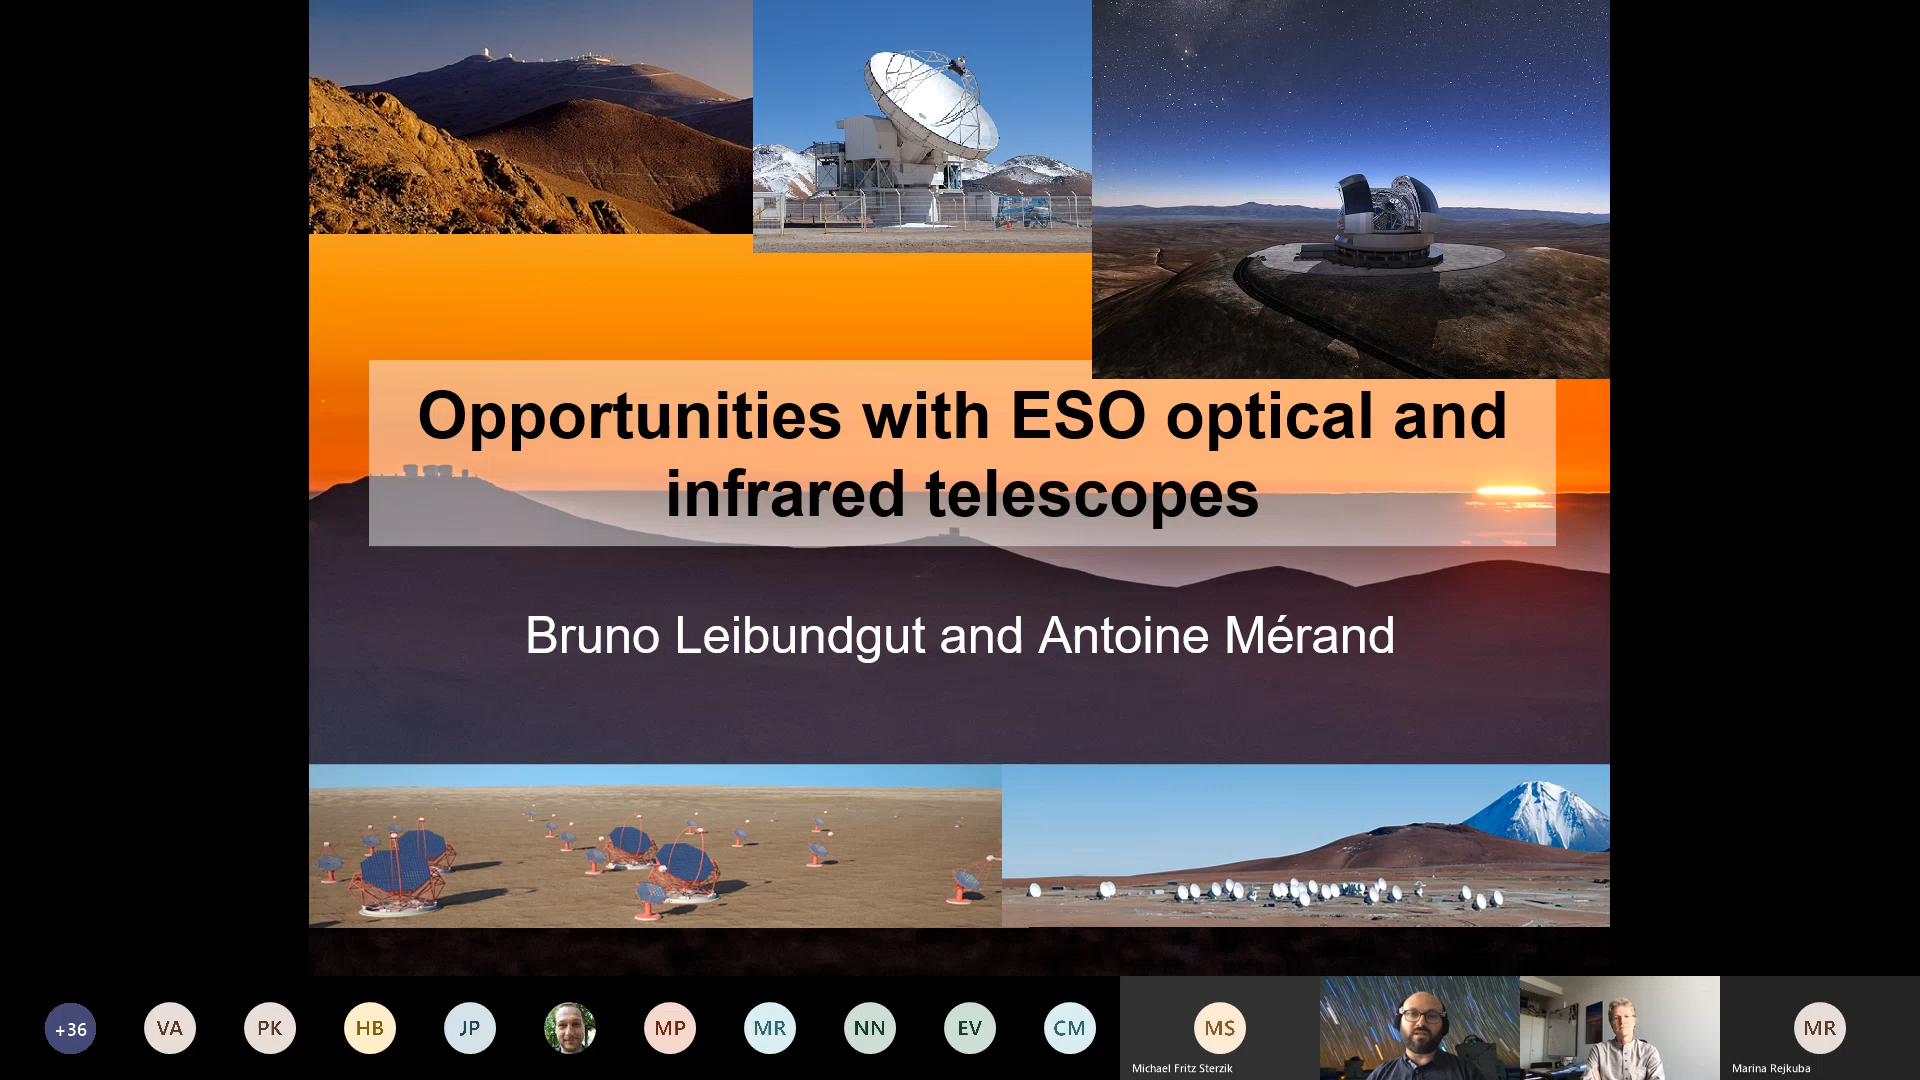 Opportunities with ESO optical and
infrared telescopes
Bruno Leibundgut and Antoine Mérand
+36
VA
PK
HB
JP
MP
MR
NN
EV
CM
MS
Michael Fritz Sterzik
MR
Marina Rejkuba